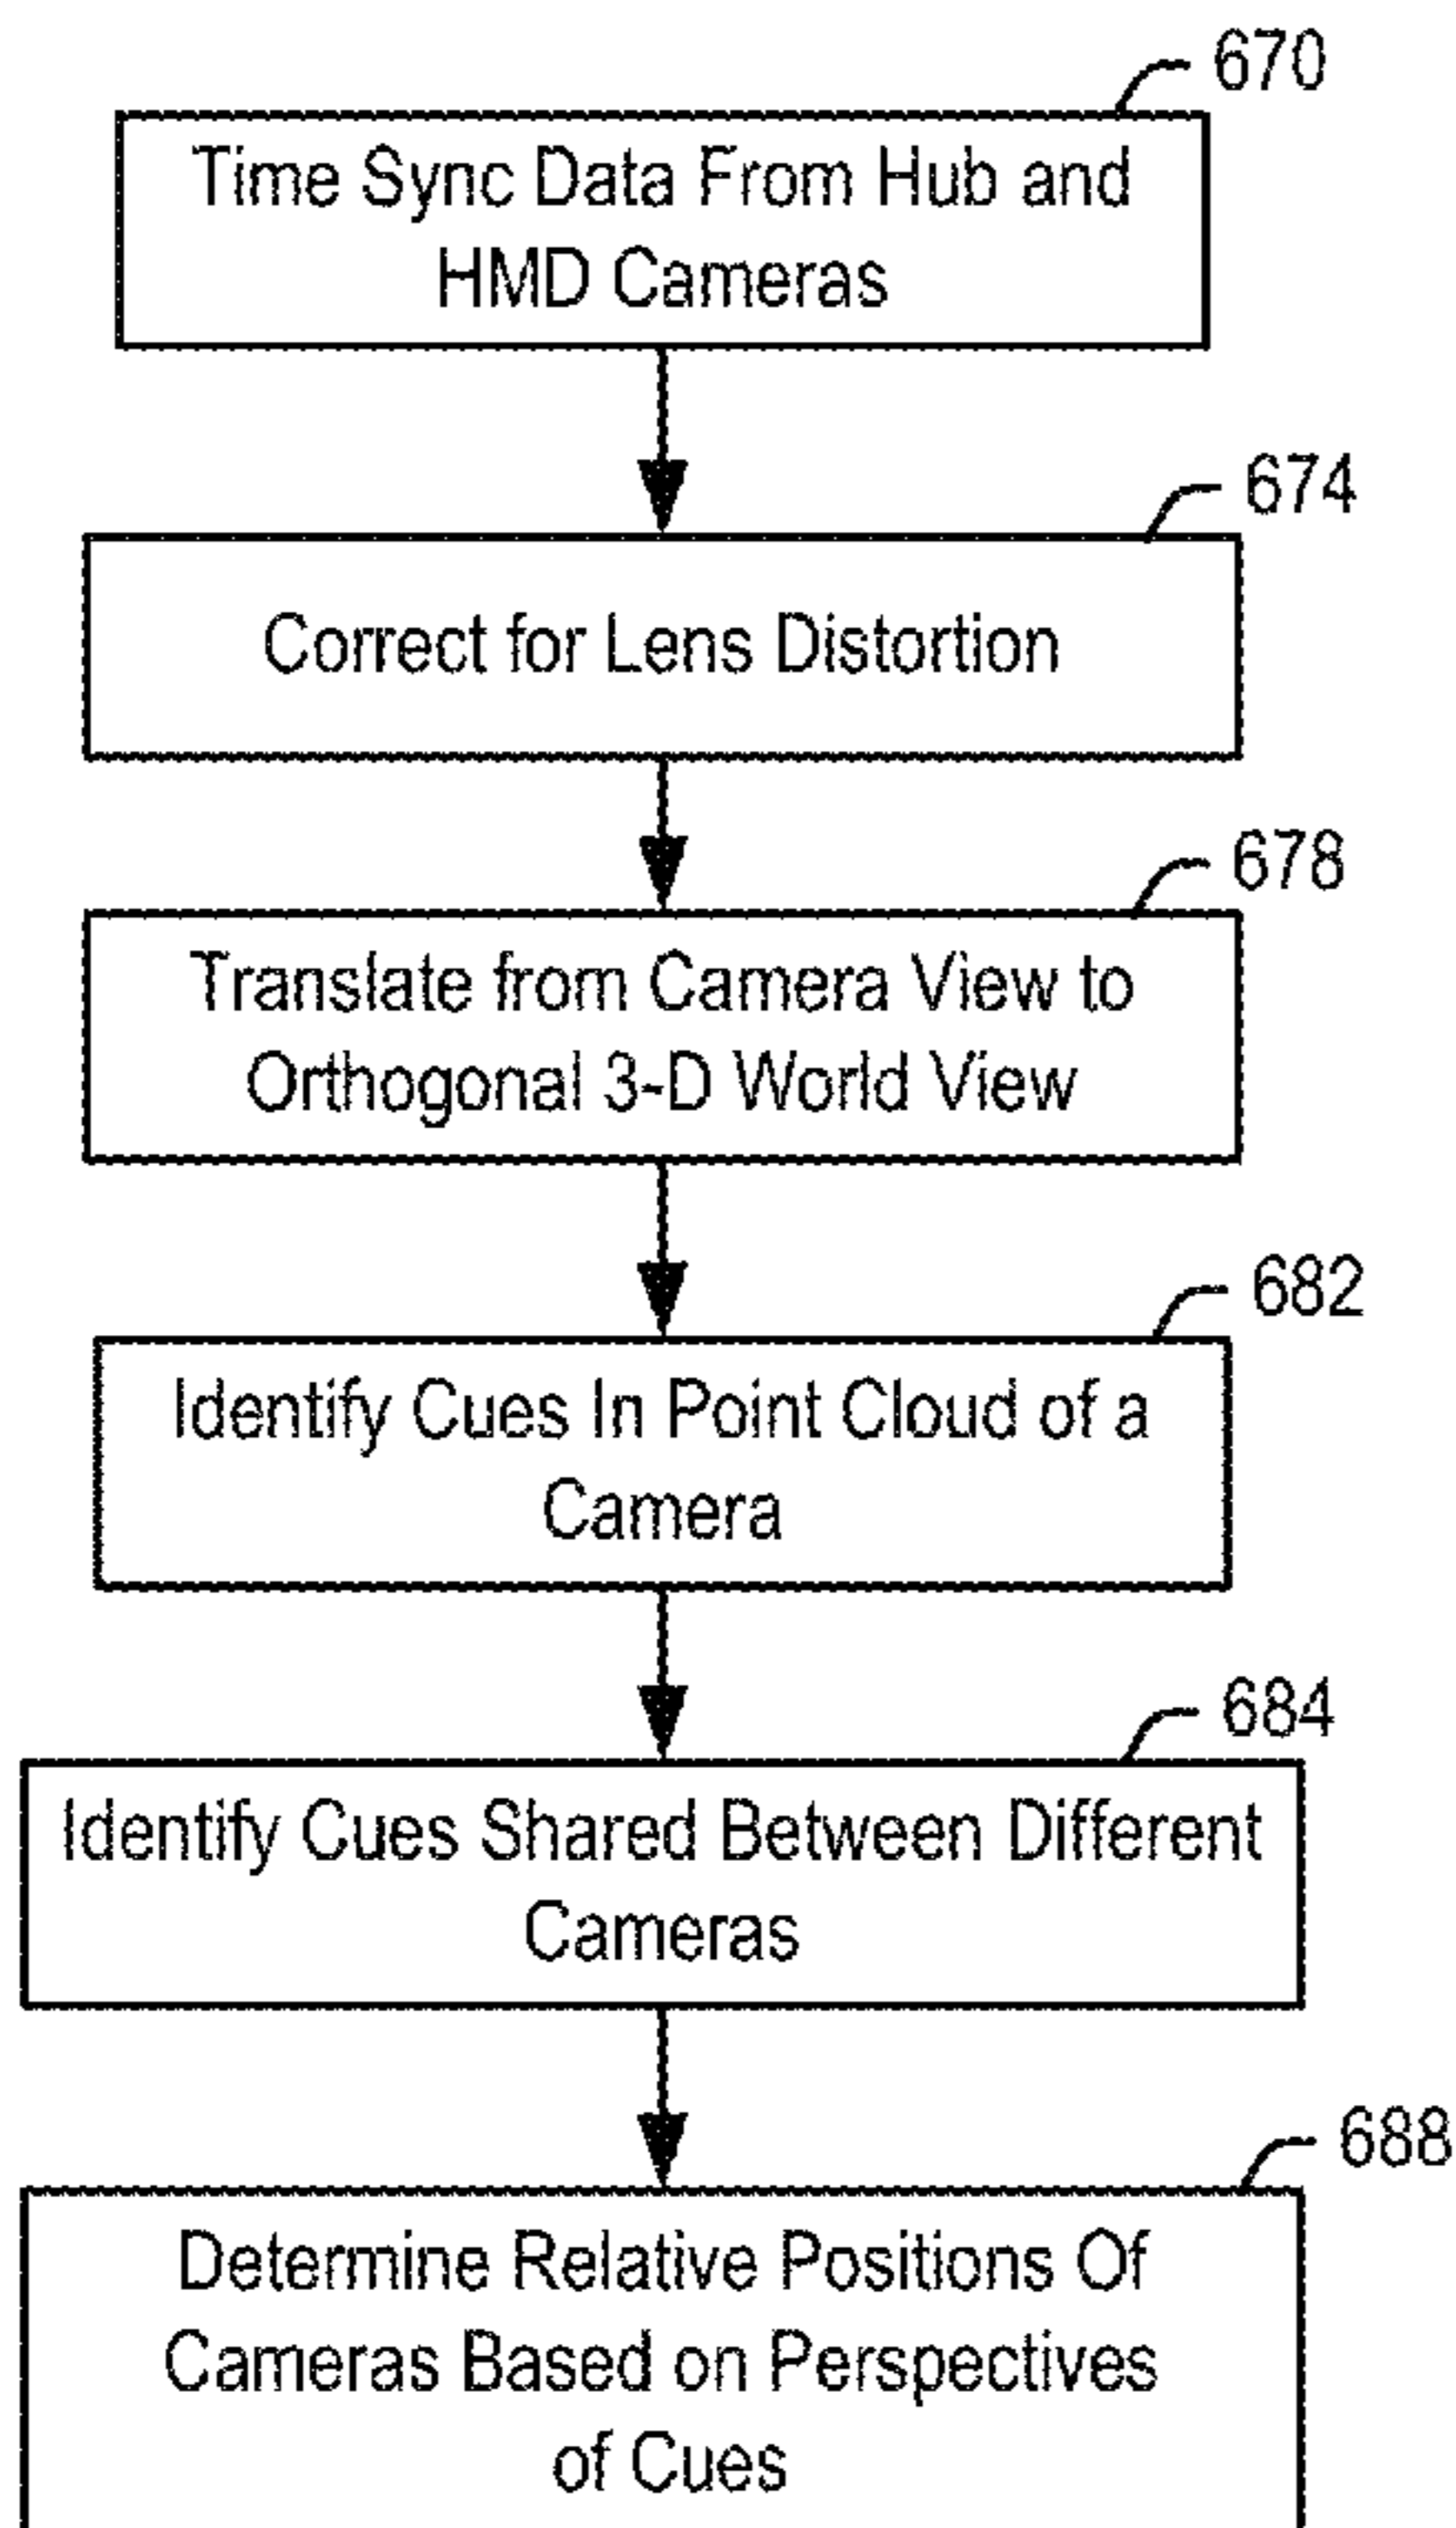 670
Time Sync Data From Hub and
HMD Cameras
674
Correct for Lens Distortion
678
Translate from Camera View to
Orthogonal 3-D World View
682
Identify Cues In Point Cloud of a
Camera
684
Identify Cues Shared Between Different
Cameras
688
Determine Relative Positions Of
Cameras Based on Perspectives
of Cues